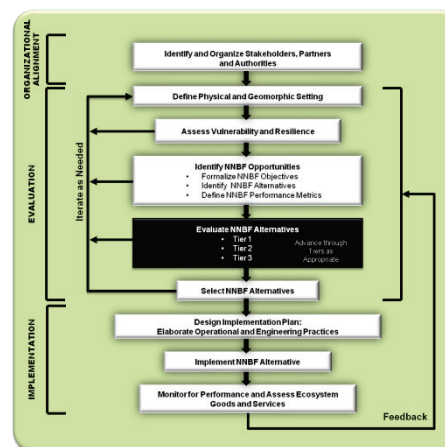 ORGANIZATIONAL
ALIGNMENT
Identify and Organize Stakeholders, Partners
and Authorities
EVALUATION
Iterate as Needed
Define Physical and Geomorphic Setting
Assess Vulnerability and Resilience
Identify NNBF Opportunities
• Formalize NNBF Objectives
• Identify NNBF Alternatives
• Define NNBF Performance Metrics
Evaluate NNBF Alternatives
• Tier 1
• Tier 2
• Tier 3
Advance through
Tiers as
Appropriate
Select NNBF Alternatives
IMPLEMENTATION
Design Implementation Plan:
Elaborate Operational and Engineering Practices
Implement NNBF Alternative
Monitor for Performance and Assess Ecosystem
Goods and Services
Feedback